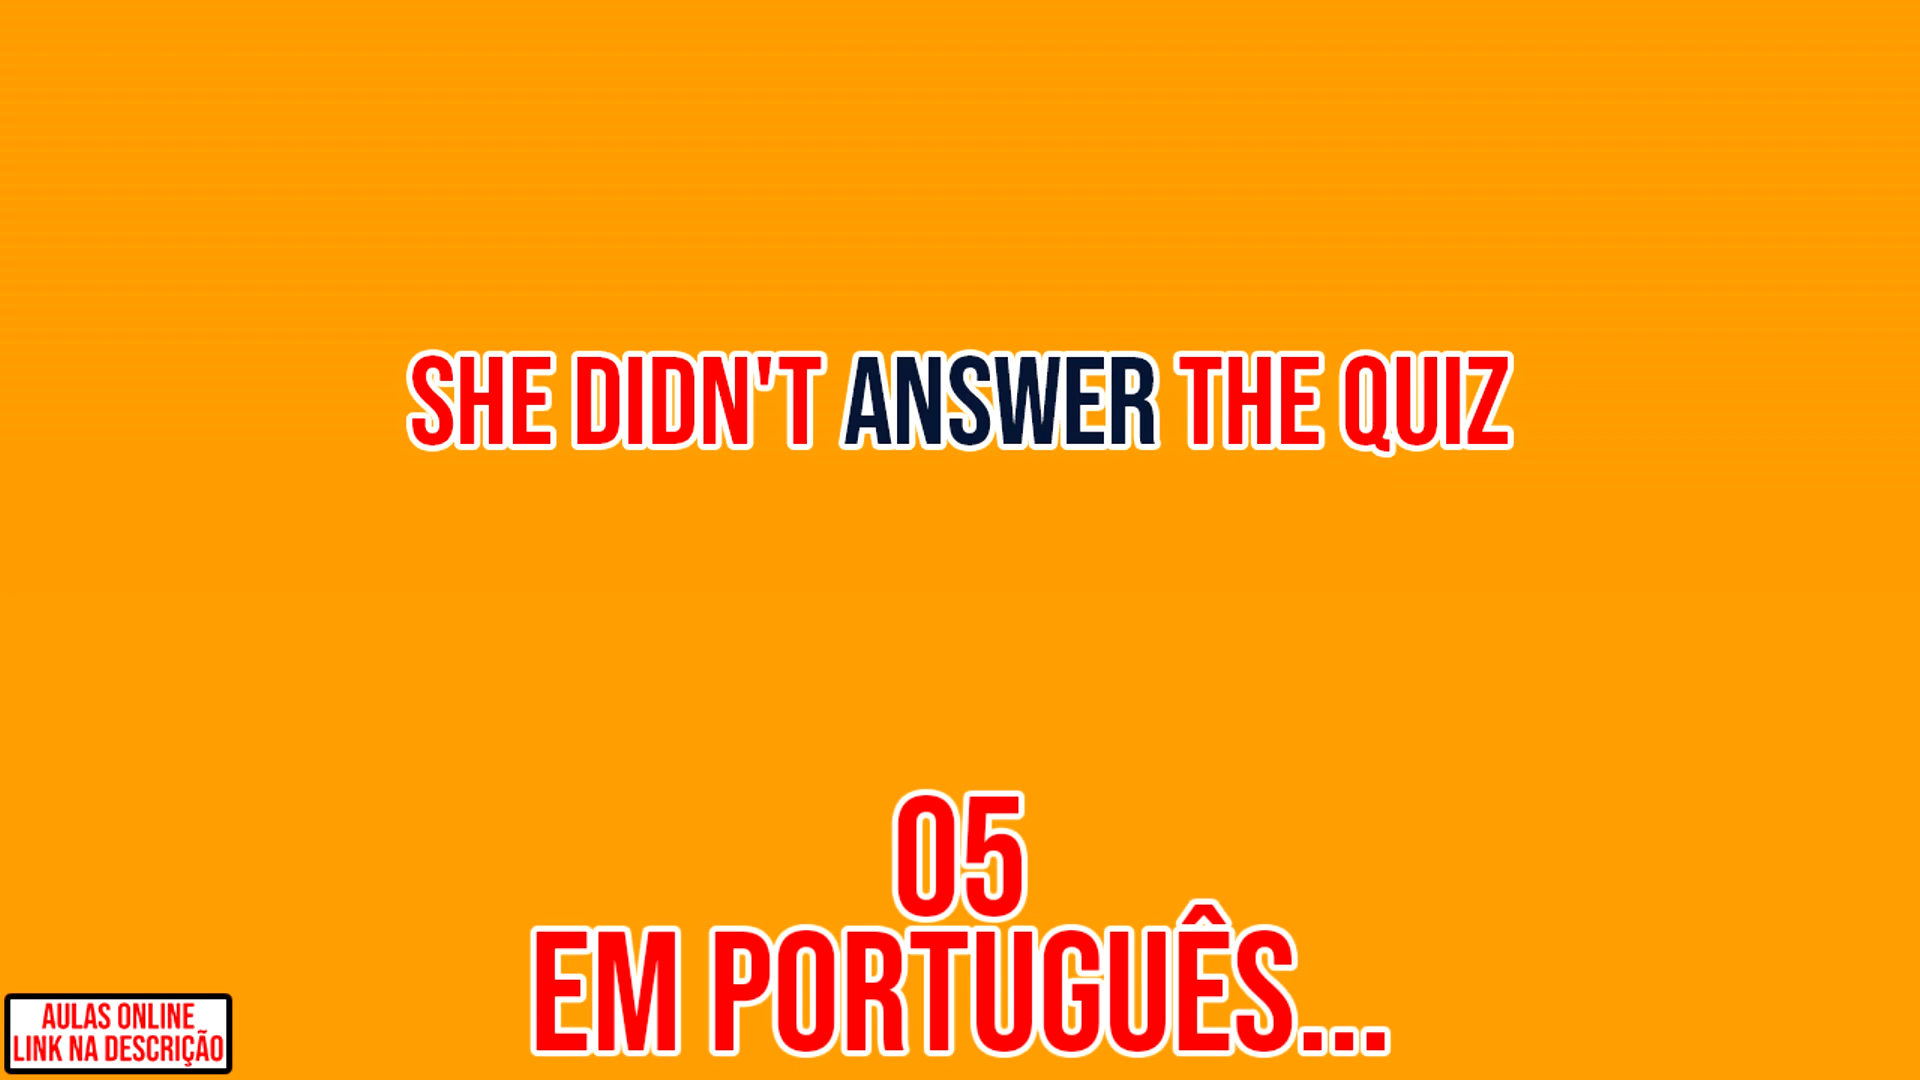 SHE DIDN'T ANSWER THE QUIZ
05
EM PORTUGUÊS...
AULAS ONLINE
LINK NA DESCRIÇÃO